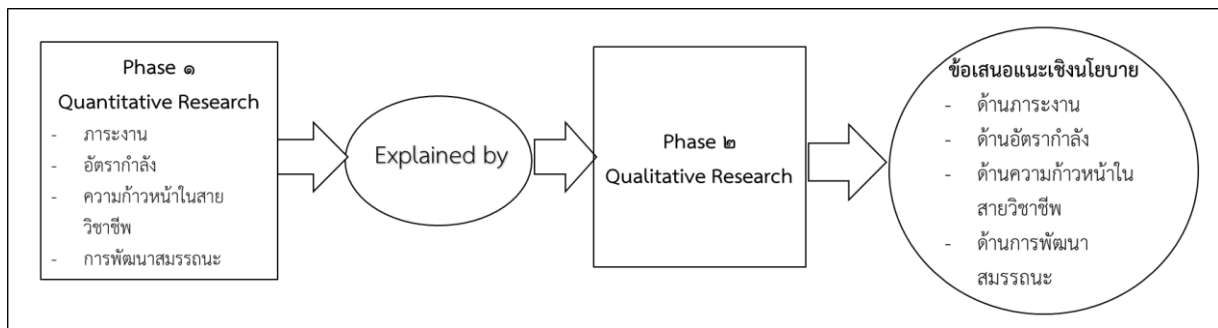 Phase ๑
Quantitative Research
- ภาระงาน
- อัตรากำลัง
- ความก้าวหน้าในสาย
วิชาชีพ
- การพัฒนาสมรรถนะ
Explained by
Phase ๒
Qualitative Research
ข้อเสนอแนะเชิงนโยบาย
- ด้านภาระงาน
- ด้านอัตรากำลัง
- ด้านความก้าวหน้าใน
สายวิชาชีพ
- ด้านการพัฒนา
สมรรถนะ